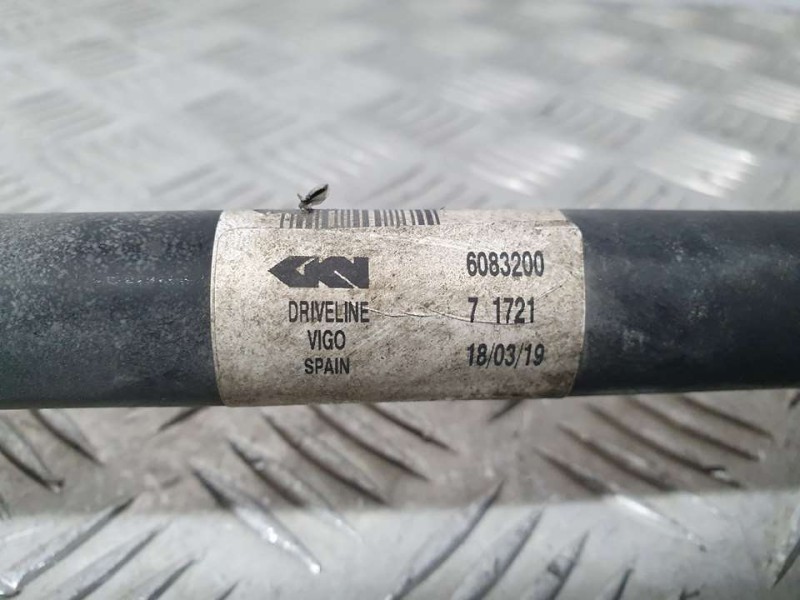 GKN 6083200
DRIVELINE 7 1721
VIGO
SPAIN 18/03/19